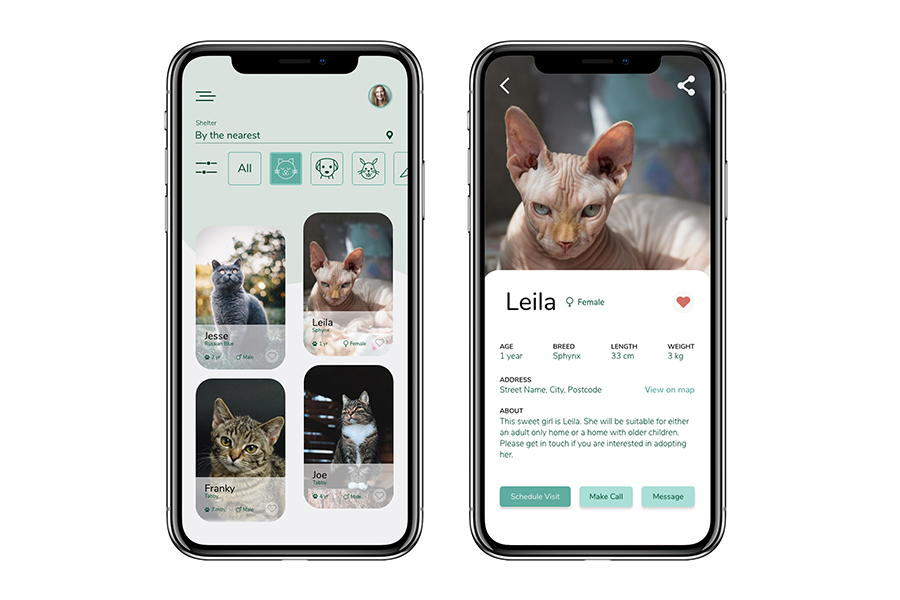 Shelter
By the nearest
All
Jesse
Russian Blue
2 yr Male
Leila
Sphynx
1 yr Female
Franky
Tabby
7 mths Male
Joe
Tabby
4 yr Male
Leila Female
AGE BREED LENGTH WEIGHT
1 year Sphynx 33 cm 3 kg
ADDRESS
Street Name, City, Postcode View on map
ABOUT
This sweet girl is Leila. She will be suitable for either
an adult only home or a home with older children.
Please get in touch if you are interested in adopting
her.
Schedule Visit Make Call Message